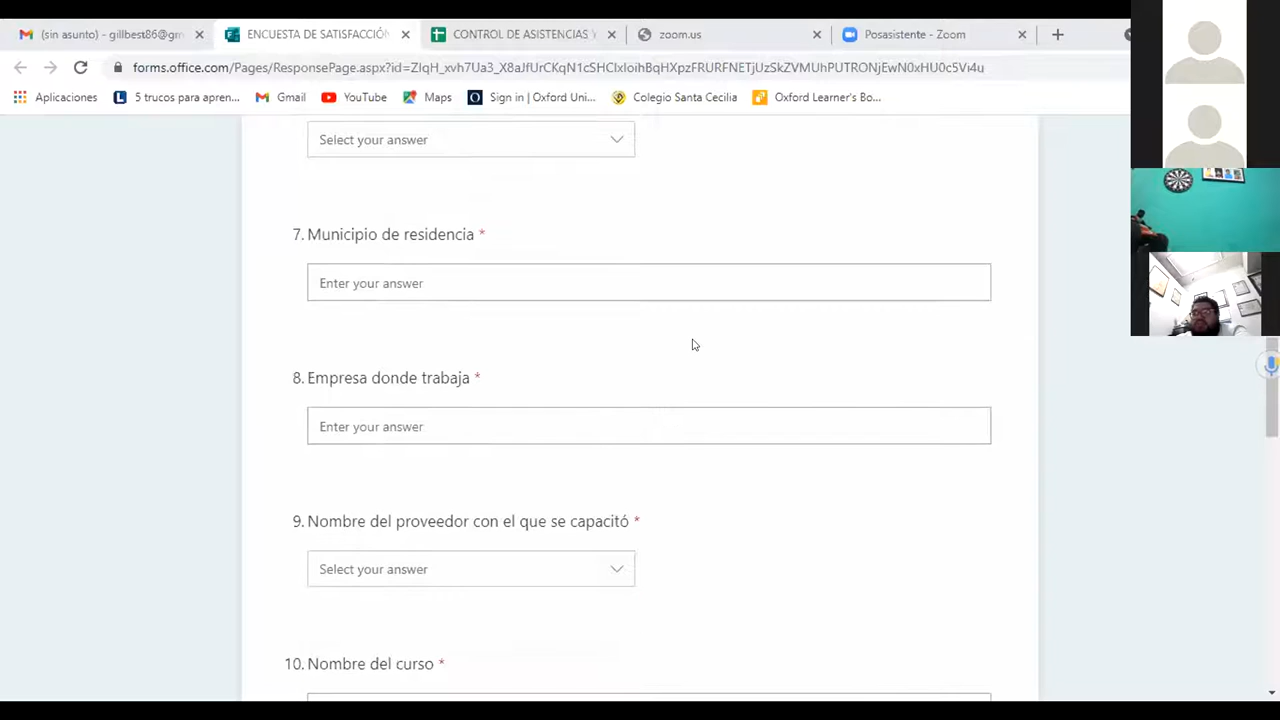 (sin asunto) - gillbest86@gm
ENCUESTA DE SATISFACCIÓN
CONTROL DE ASISTENCIAS Y
zoom.us
Posasistente - Zoom
forms.office.com/Pages/ResponsePage.aspx?
Aplicaciones
5 trucos para apren...
Gmail
YouTube
Maps
Sign in | Oxford Uni...
Colegio Santa Cecilia
Oxford Learner's Bo...
Select your answer
7. Municipio de residencia *
Enter your answer
8. Empresa donde trabaja *
Enter your answer
9. Nombre del proveedor con el que se capacitó *
Select your answer
10. Nombre del curso *